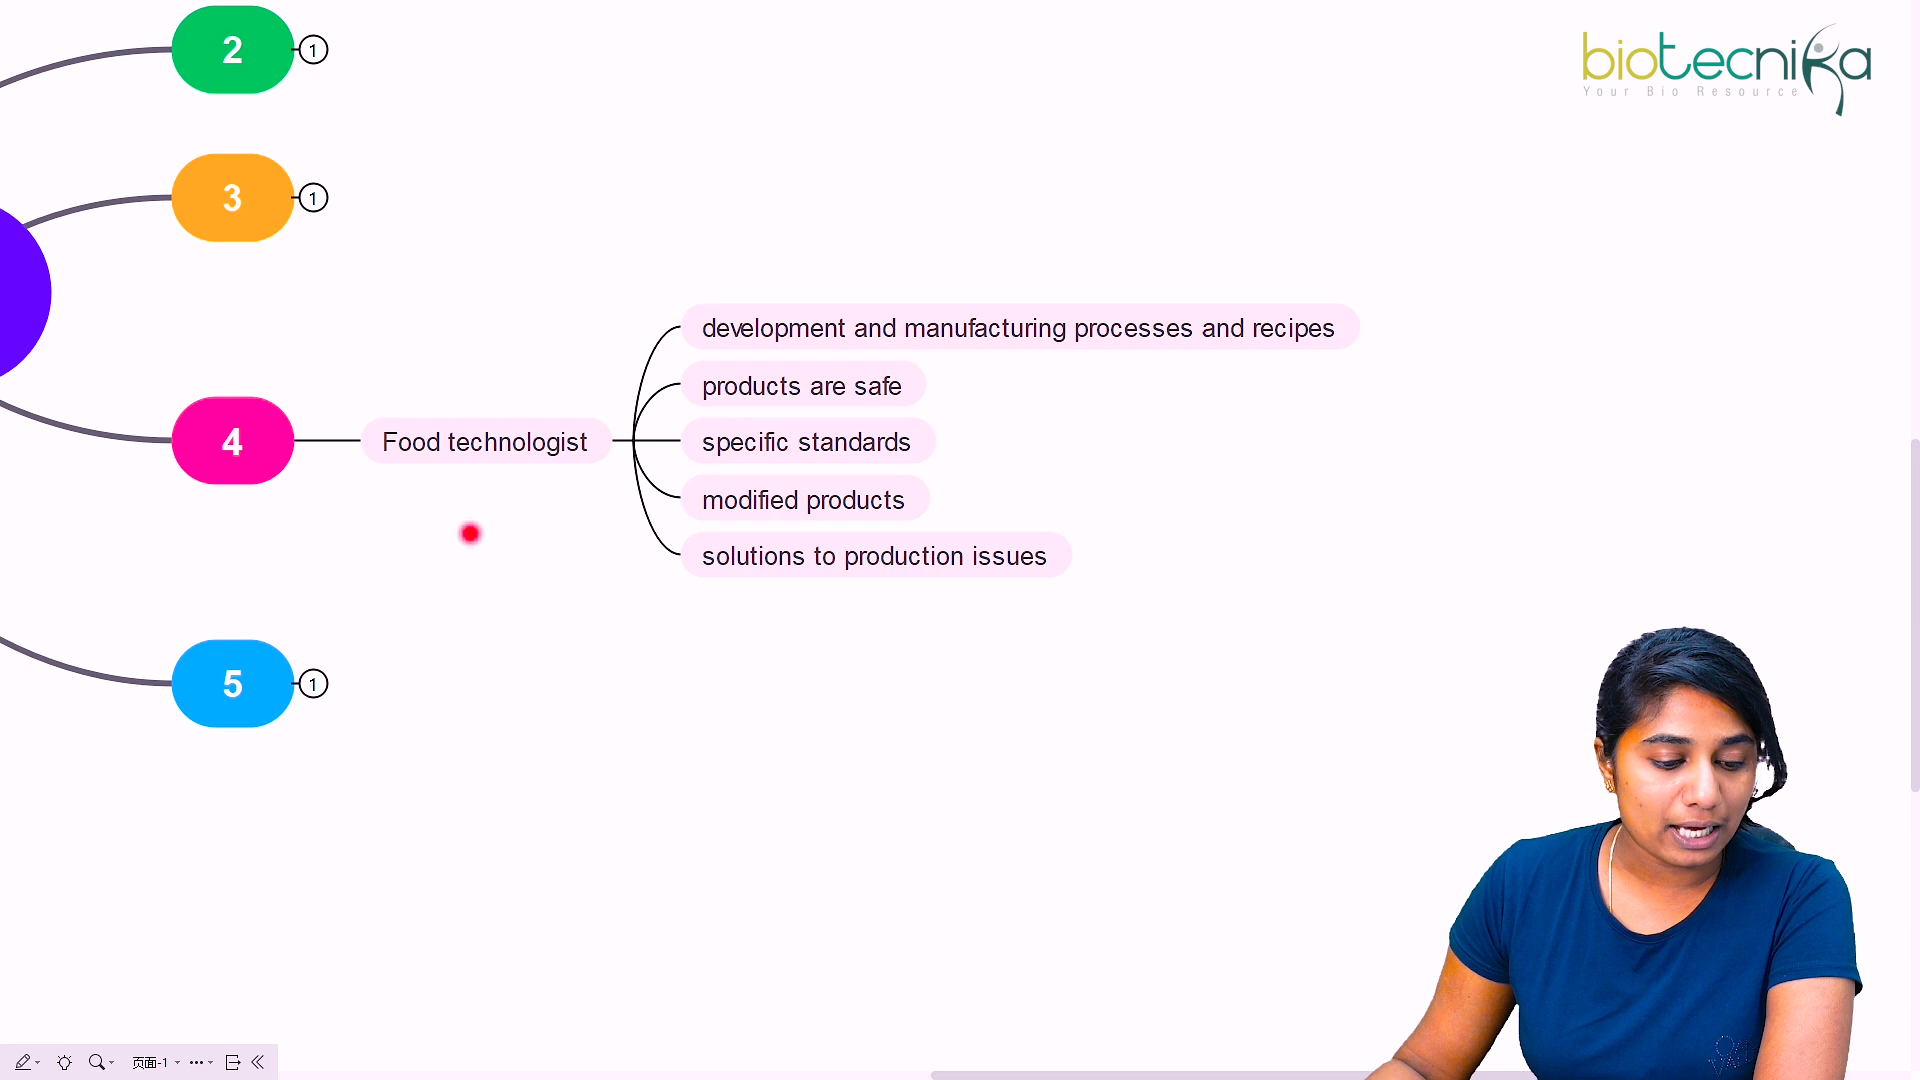 2
1
biotecnika
Your Bio Resource
3
1
development and manufacturing processes and recipes
products are safe
4
Food technologist
specific standards
modified products
solutions to production issues
5
1
页面-1